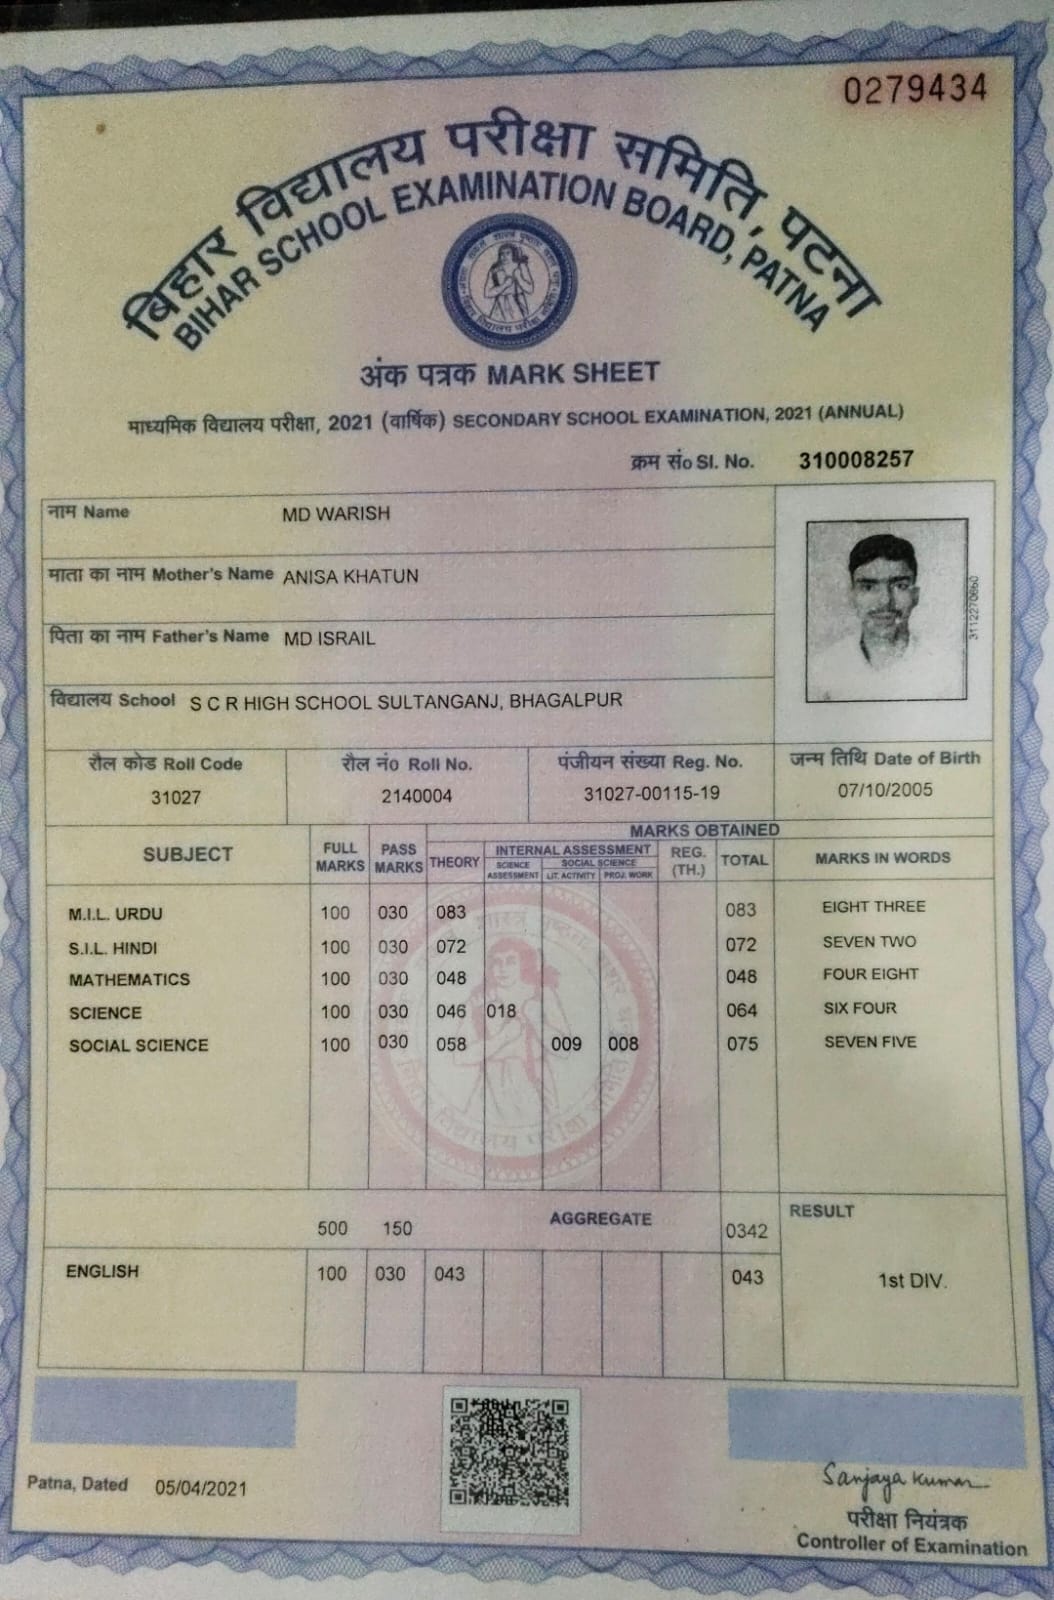 0279434
बिहार विद्यालय परीक्षा समिति, पटना
BIHAR SCHOOL EXAMINATION BOARD, PATNA
अंक पत्रक MARK SHEET
माध्यमिक विद्यालय परीक्षा, 2021 (वार्षिक) SECONDARY SCHOOL EXAMINATION, 2021 (ANNUAL)
क्रम सं० SI. No. 310008257
नाम Name MD WARISH
माता का नाम Mother's Name ANISA KHATUN
पिता का नाम Father's Name MD ISRAIL
3112270660
विद्यालय School S C R HIGH SCHOOL SULTANGANJ, BHAGALPUR
रौल कोड Roll Code रौल नं० Roll No. पंजीयन संख्या Reg. No. जन्म तिथि Date of Birth
31027 2140004 31027-00115-19 07/10/2005
MARKS OBTAINED
SUBJECT FULL MARKS PASS MARKS THEORY INTERNAL ASSESSMENT REG. (TH.) TOTAL MARKS IN WORDS
SCIENCE ASSESSMENT SOCIAL SCIENCE
LIT. ACTIVITY PROJ. WORK
M.I.L. URDU 100 030 083 083 EIGHT THREE
S.I.L. HINDI 100 030 072 072 SEVEN TWO
MATHEMATICS 100 030 048 048 FOUR EIGHT
SCIENCE 100 030 046 018 064 SIX FOUR
SOCIAL SCIENCE 100 030 058 009 008 075 SEVEN FIVE
500 150 AGGREGATE 0342 RESULT
ENGLISH 100 030 043 043 1st DIV.
Patna, Dated 05/04/2021
Sanjaya Kumar
परीक्षा नियंत्रक
Controller of Examination